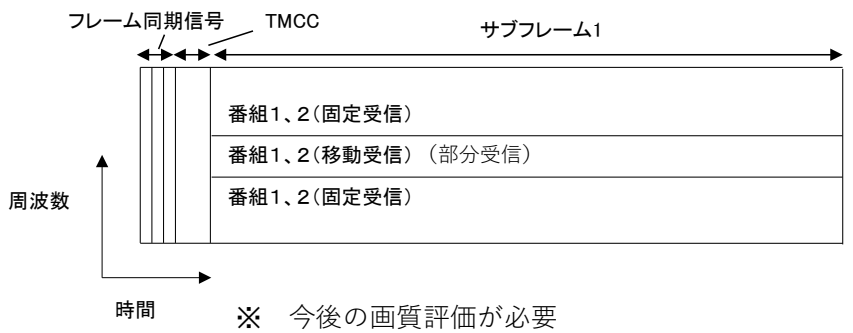 フレーム同期信号
TMCC
サブフレーム1
番組1、2(固定受信)
番組1、2(移動受信)（部分受信）
番組1、2(固定受信)
周波数
時間
※　今後の画質評価が必要